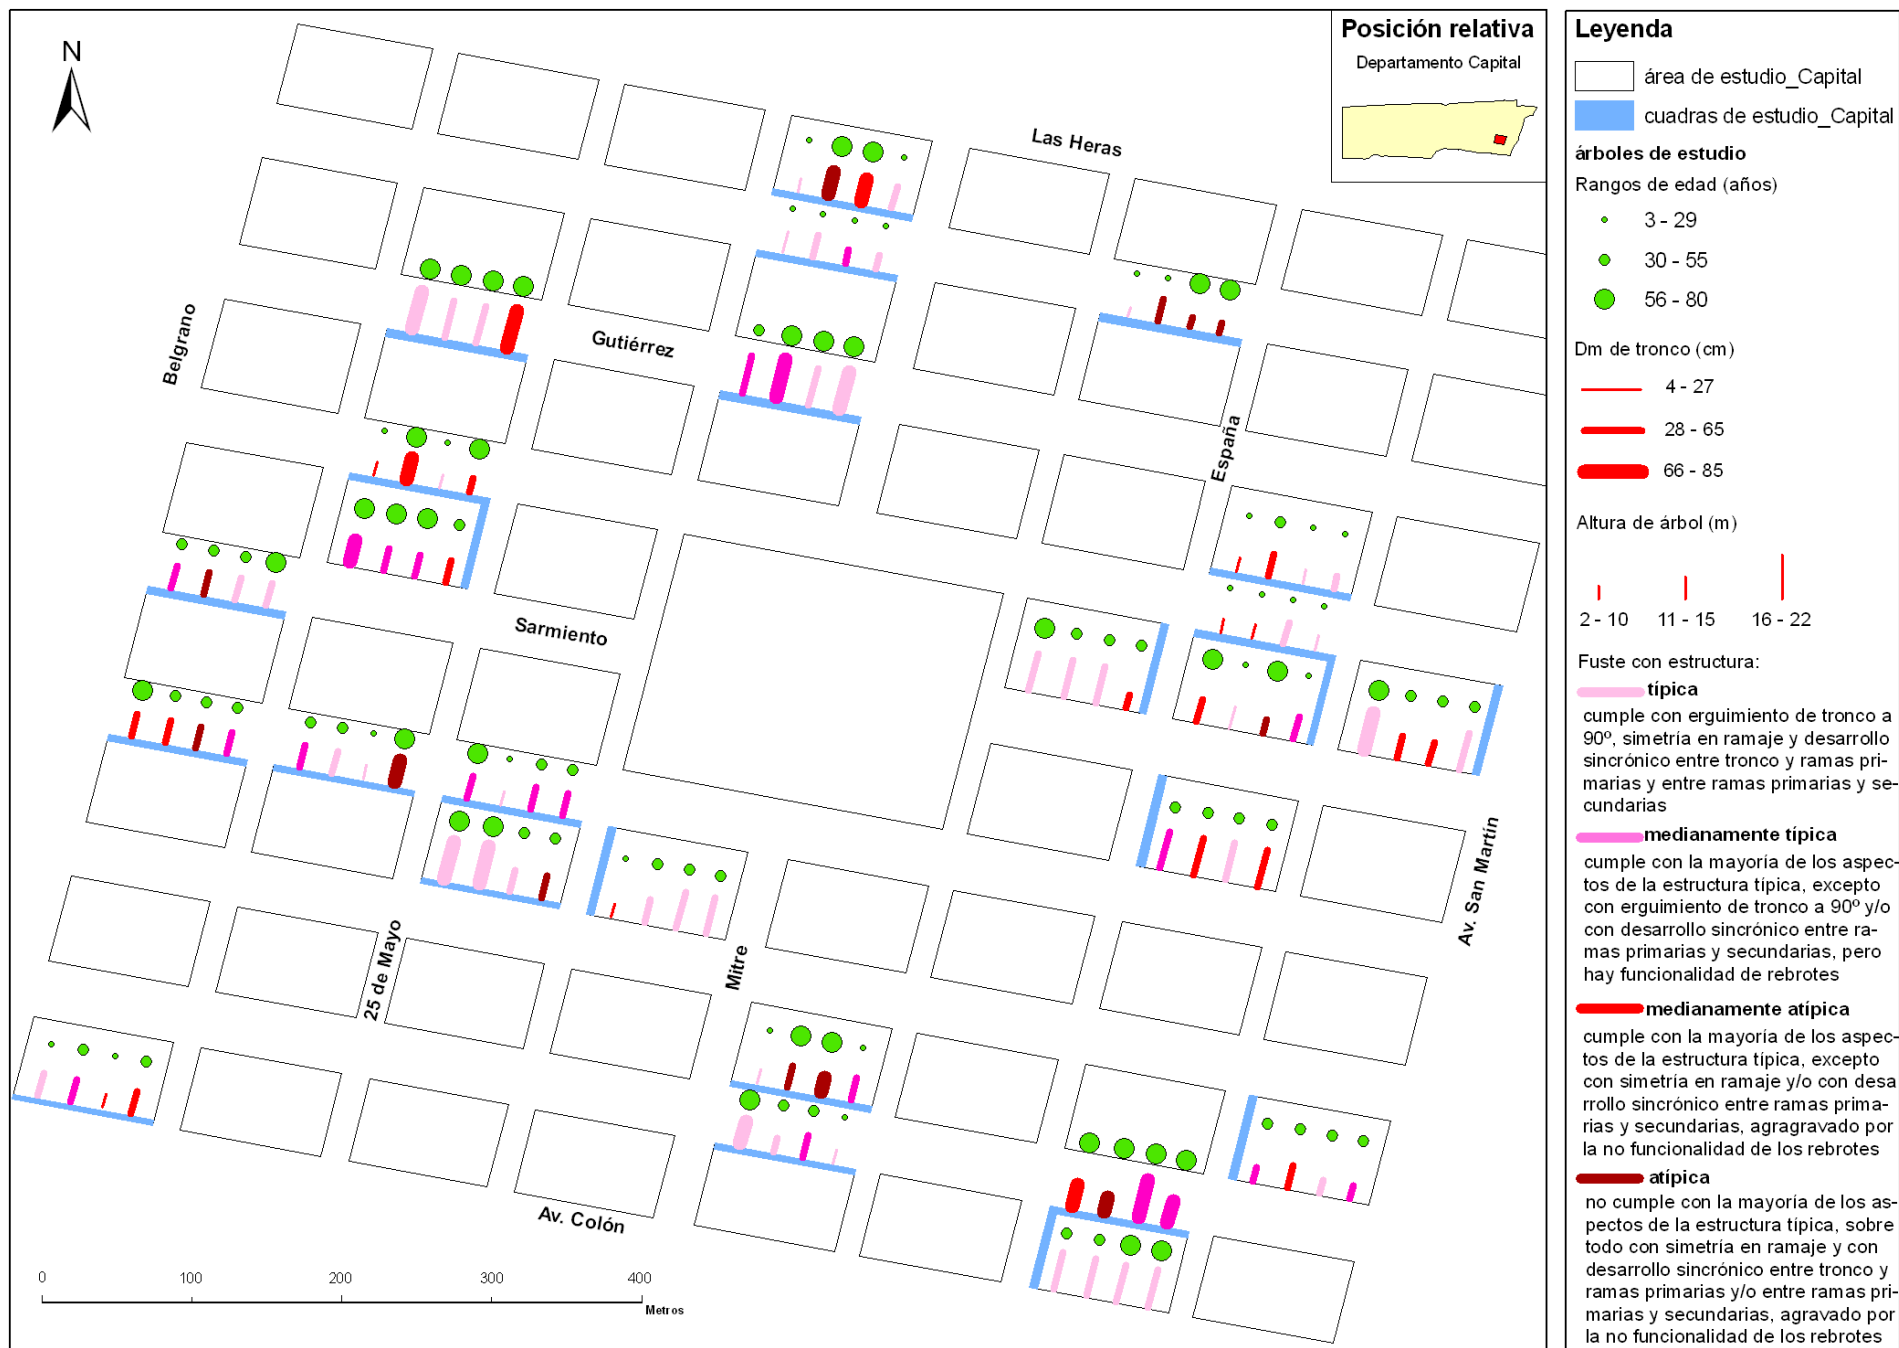 N
Las Heras
Belgrano
Gutiérrez
España
Sarmiento
25 de Mayo
Mitre
Av. San Martín
Av. Colón
0 100 200 300 400
Metros
Posición relativa
Departamento Capital
Leyenda
área de estudio_Capital
cuadras de estudio_Capital
árboles de estudio
Rangos de edad (años)
3 - 29
30 - 55
56 - 80
Dm de tronco (cm)
4 - 27
28 - 65
66 - 85
Altura de árbol (m)
2 - 10 11 - 15 16 - 22
Fuste con estructura:
típica
cumple con erguimiento de tronco a
90º, simetría en ramaje y desarrollo
sincrónico entre tronco y ramas pri-
marias y entre ramas primarias y se-
cundarias
medianamente típica
cumple con la mayoría de los aspec-
tos de la estructura típica, excepto
con erguimiento de tronco a 90º y/o
con desarrollo sincrónico entre ra-
mas primarias y secundarias, pero
hay funcionalidad de rebrotes
medianamente atípica
cumple con la mayoría de los aspec-
tos de la estructura típica, excepto
con simetría en ramaje y/o con desa
rrollo sincrónico entre ramas prima-
rias y secundarias, agragravado por
la no funcionalidad de los rebrotes
atípica
no cumple con la mayoría de los as-
pectos de la estructura típica, sobre
todo con simetría en ramaje y con
desarrollo sincrónico entre tronco y
ramas primarias y/o entre ramas pri-
marias y secundarias, agravado por
la no funcionalidad de los rebrotes